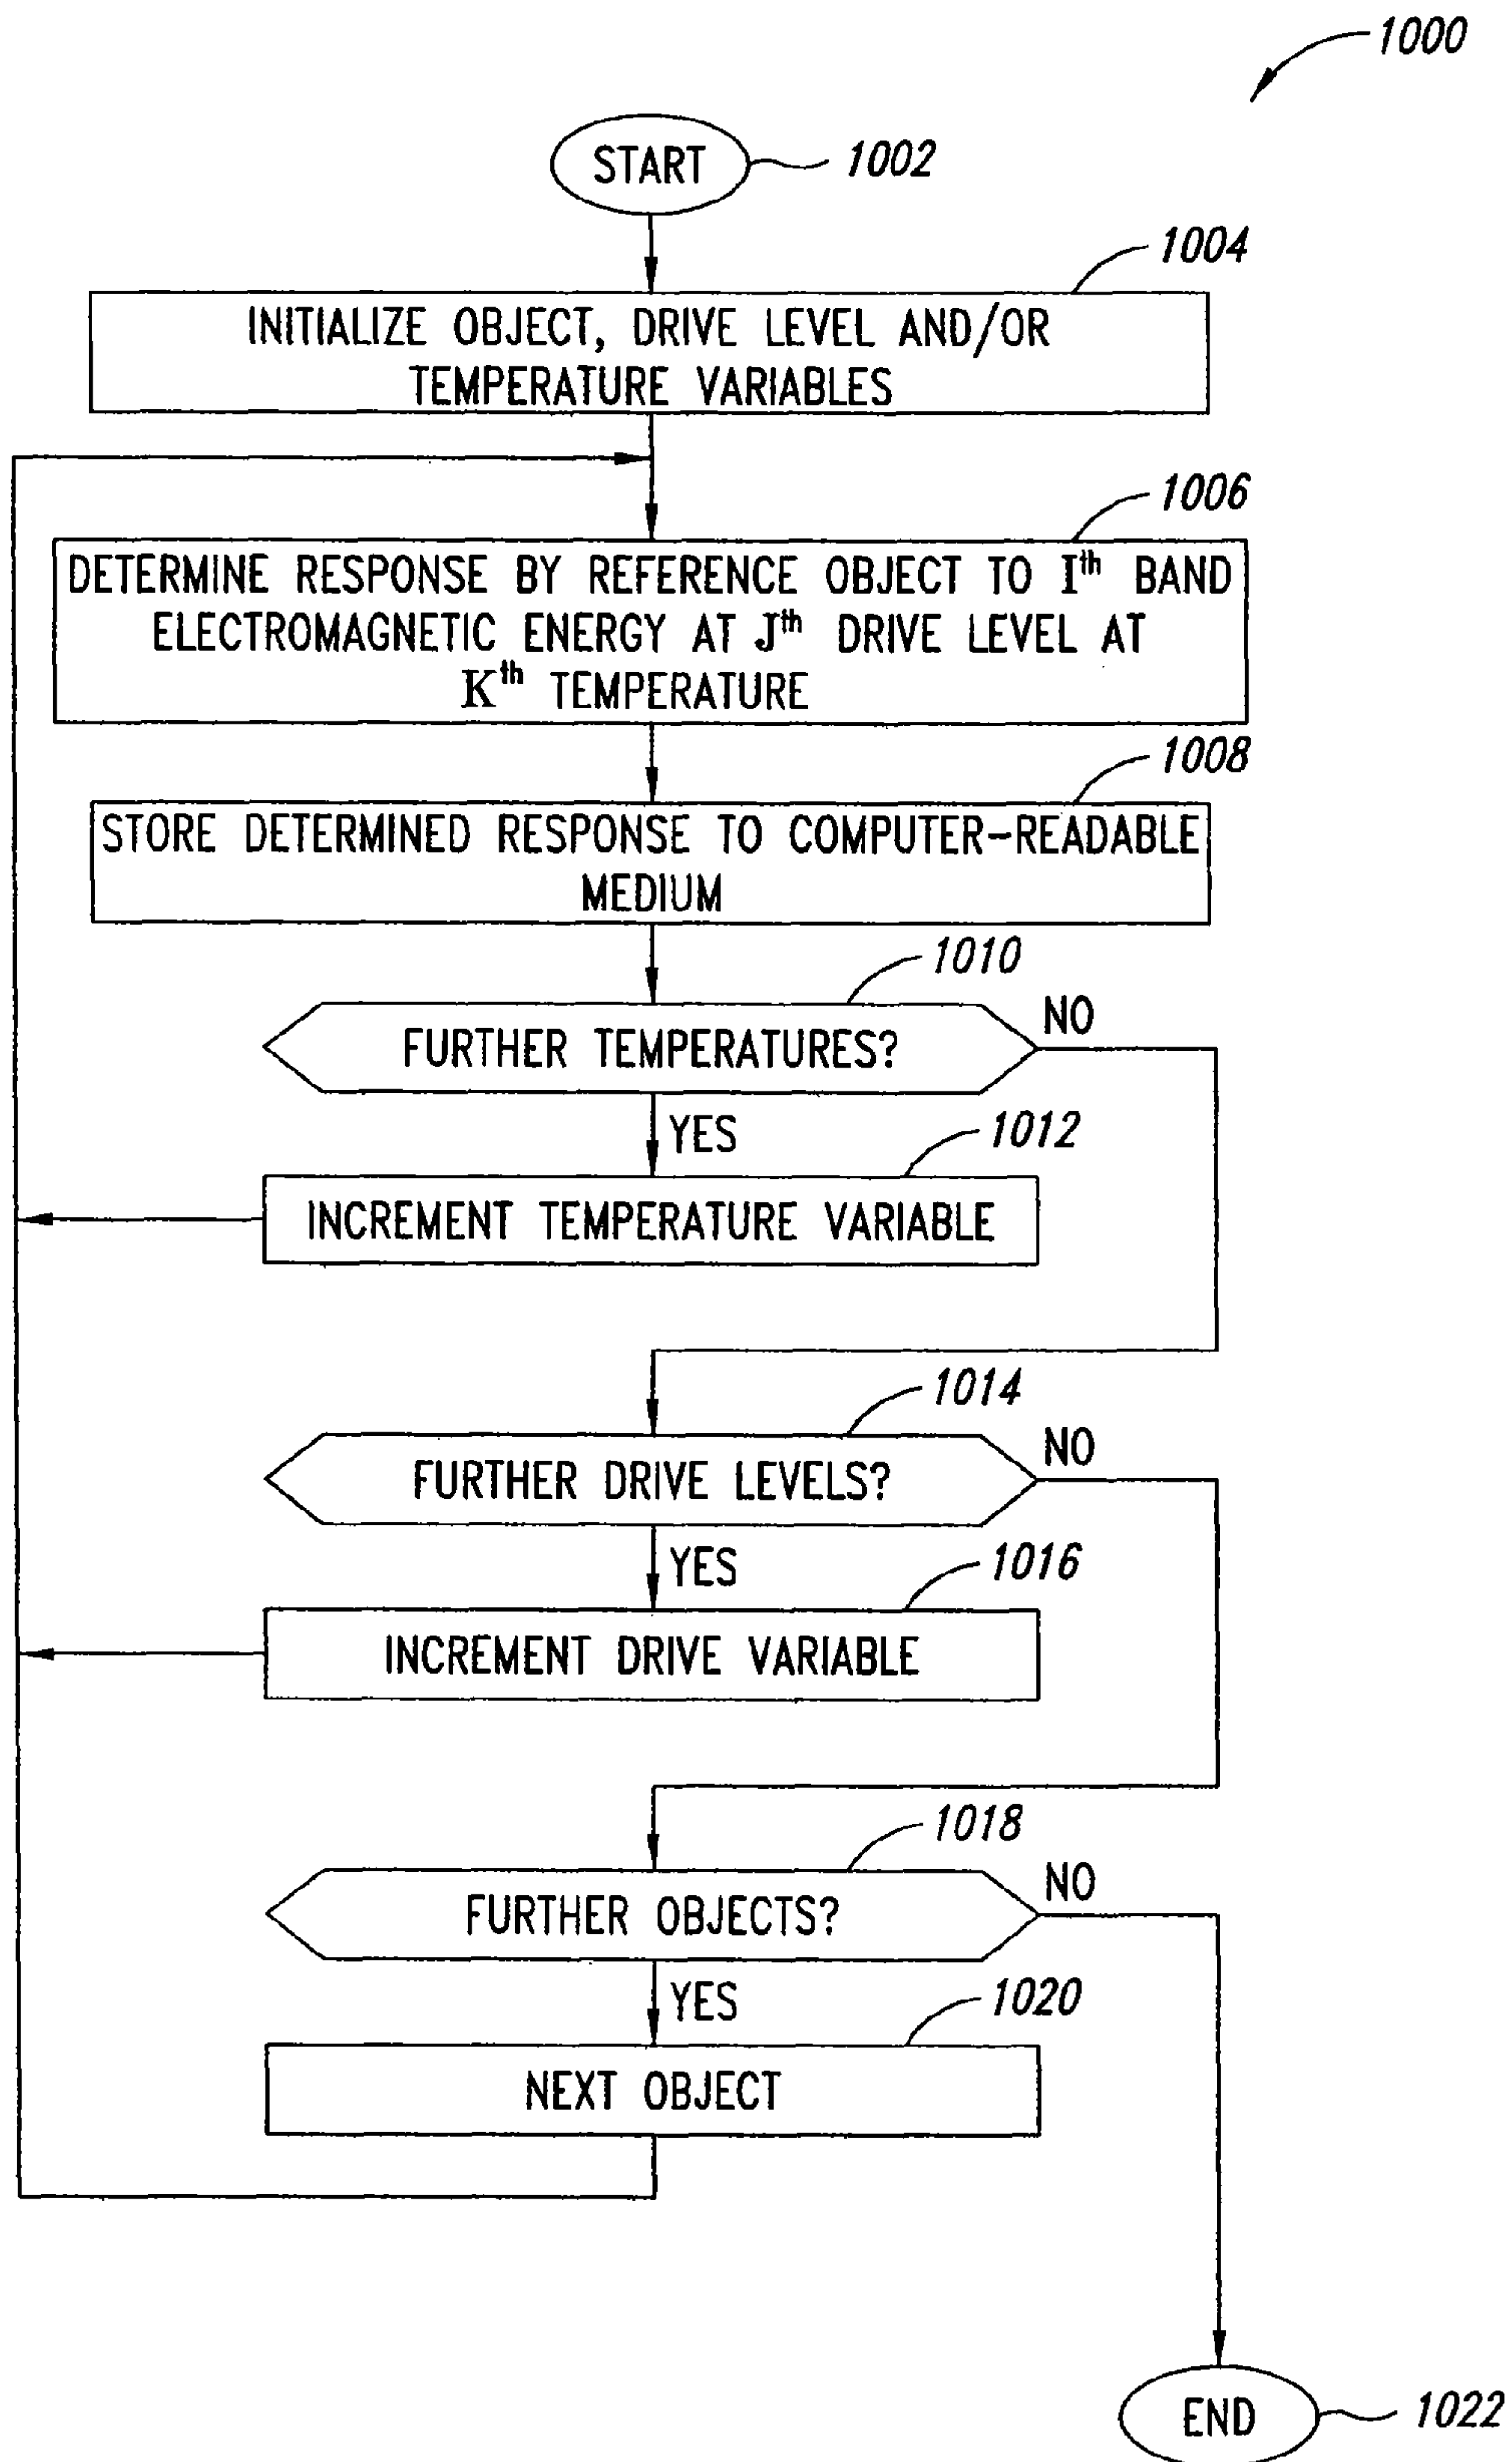 1000
START
1002
1004
INITIALIZE OBJECT, DRIVE LEVEL AND/OR
TEMPERATURE VARIABLES
1006
DETERMINE RESPONSE BY REFERENCE OBJECT TO Ith BAND
ELECTROMAGNETIC ENERGY AT Jth DRIVE LEVEL AT
Kth TEMPERATURE
1008
STORE DETERMINED RESPONSE TO COMPUTER-READABLE
MEDIUM
1010
FURTHER TEMPERATURES?
NO
YES
1012
INCREMENT TEMPERATURE VARIABLE
1014
FURTHER DRIVE LEVELS?
NO
YES
1016
INCREMENT DRIVE VARIABLE
1018
FURTHER OBJECTS?
NO
YES
1020
NEXT OBJECT
END
1022